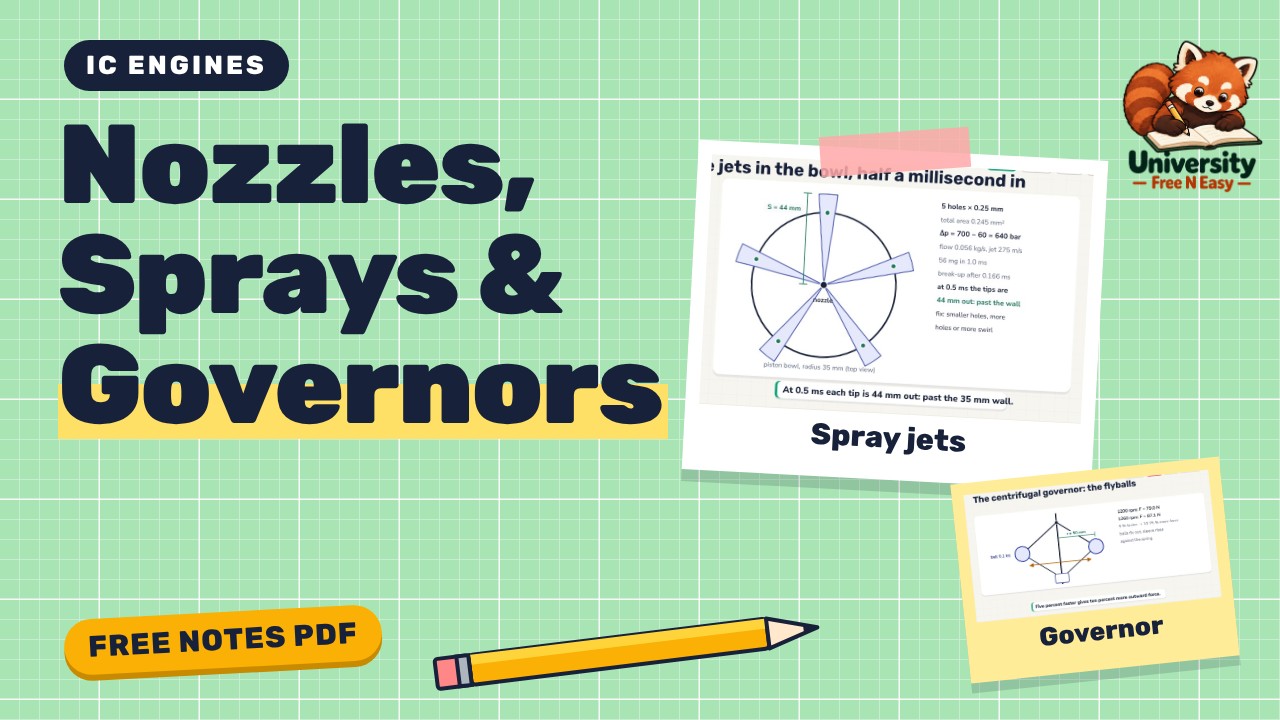 IC ENGINES
Nozzles,
Sprays &
Governors
FREE NOTES PDF
University
Free N Easy
jets in the bowl, half a millisecond in
S = 44 mm
nozzle
piston bowl, radius 35 mm (top view)
5 holes × 0.25 mm
total area 0.245 mm²
Δp = 700 − 60 = 640 bar
flow 0.056 kg/s, jet 275 m/s
56 mg in 1.0 ms
break-up after 0.166 ms
at 0.5 ms the tips are
44 mm out: past the wall
fix: smaller holes, more
holes or more swirl
At 0.5 ms each tip is 44 mm out: past the 35 mm wall.
Spray jets
The centrifugal governor: the flyballs
against the spring
Five percent faster gives ten percent more outward force.
Governor